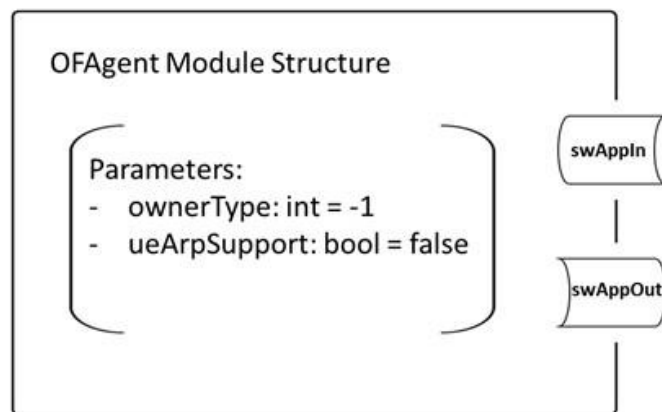 OFAgent Module Structure
Parameters:
- ownerType: int = -1
- ueArpSupport: bool = false
swAppIn
swAppOut